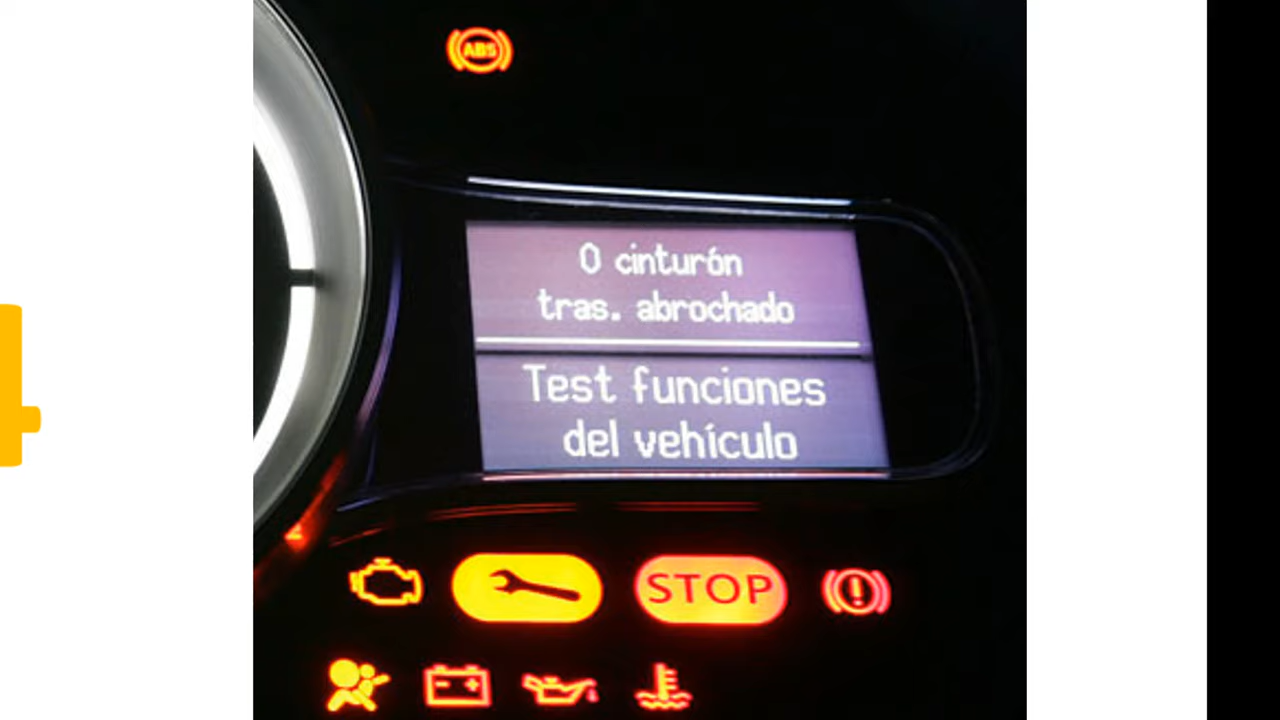 ABS
0 cinturón
tras. abrochado
Test funciones
del vehículo
STOP